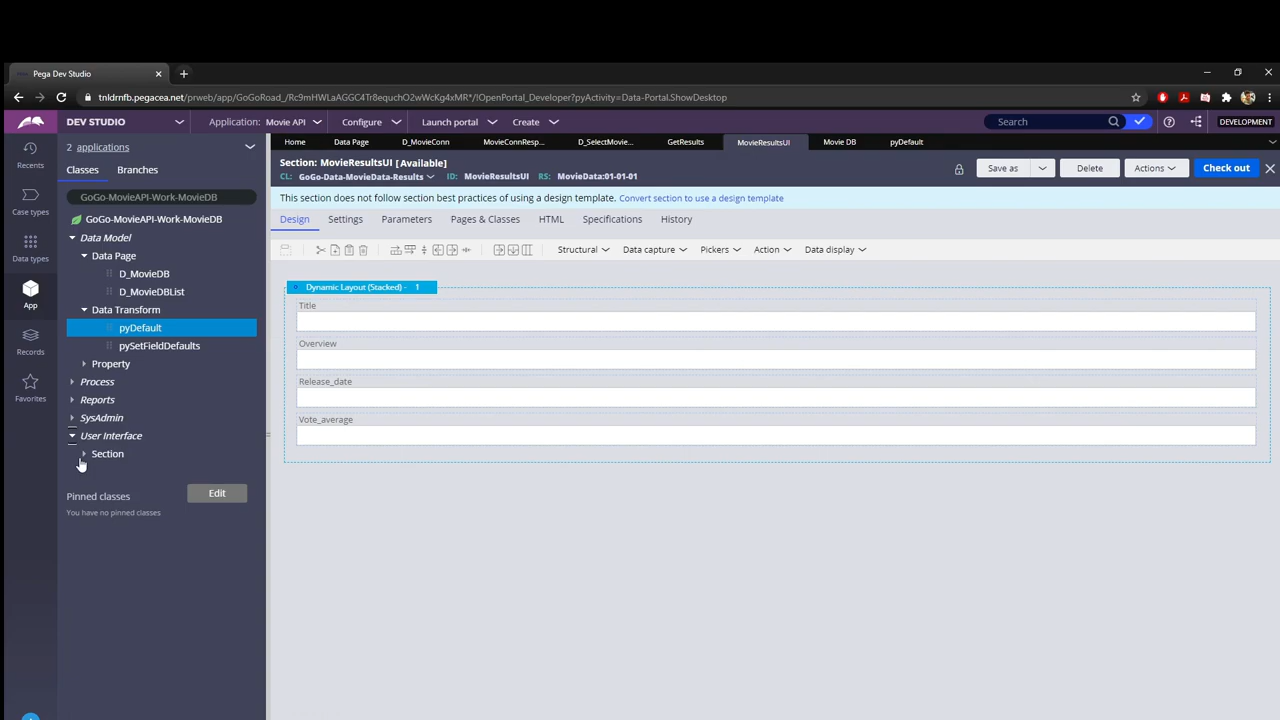 Pega Dev Studio
tnldrnfb.pegacea.net/prweb/app/GoGoRoad_/Rc9mHWLaAGGC4Tr8equchO2wWcKg4xMR*/!OpenPortal_Developer?pyActivity=Data-Portal.ShowDesktop
DEV STUDIO
Application: Movie API
Configure
Launch portal
Create
Search
DEVELOPMENT
2 applications
Home
Data Page
D_MovieConn
MovieConnResp...
D_SelectMovie...
GetResults
MovieResultsUI
Movie DB
pyDefault
Recents
Case types
Data types
App
Records
Favorites
Classes
Branches
GoGo-MovieAPI-Work-MovieDB
GoGo-MovieAPI-Work-MovieDB
Data Model
Data Page
D_MovieDB
D_MovieDBList
Data Transform
pyDefault
pySetFieldDefaults
Property
Process
Reports
SysAdmin
User Interface
Section
Pinned classes
Edit
You have no pinned classes
Section: MovieResultsUI [Available]
CL: GoGo-Data-MovieData-Results
ID: MovieResultsUI
RS: MovieData:01-01-01
Save as
Delete
Actions
Check out
This section does not follow section best practices of using a design template. Convert section to use a design template
Design
Settings
Parameters
Pages & Classes
HTML
Specifications
History
Structural
Data capture
Pickers
Action
Data display
Dynamic Layout (Stacked) - 1
Title
Overview
Release_date
Vote_average